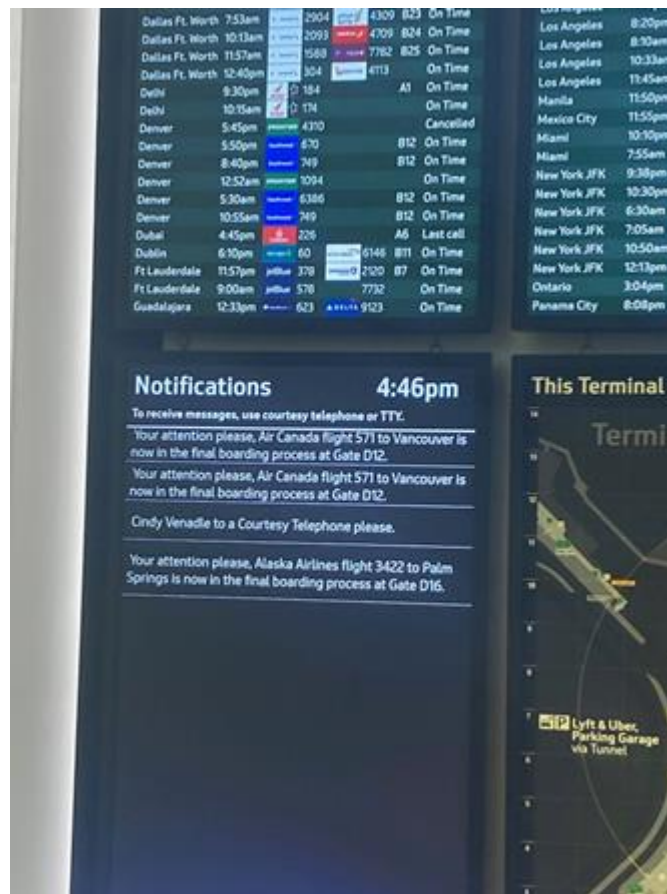 Dallas Ft. Worth 7:53am 2904 4309 B23 On Time
Dallas Ft. Worth 10:13am 2093 4709 B24 On Time
Dallas Ft. Worth 11:57am 1588 7782 B25 On Time
Dallas Ft. Worth 12:40pm 304 4113 On Time
Delhi 9:30pm 184 A1 On Time
Delhi 10:15am 174 On Time
Denver 5:45pm 4310 Cancelled
Denver 5:50pm 670 B12 On Time
Denver 8:40pm 749 B12 On Time
Denver 12:52am 1094 On Time
Denver 5:30am 6386 B12 On Time
Denver 10:55am 749 B12 On Time
Dubai 4:45pm 226 A6 Last call
Dublin 6:10pm 60 6146 B11 On Time
Ft Lauderdale 11:57pm jetBlue 378 2120 B7 On Time
Ft Lauderdale 9:00am jetBlue 578 7732 On Time
Guadalajara 12:33pm 623 DELTA 9123 On Time
Los Angeles 8:20p
Los Angeles 8:10am
Los Angeles 10:33am
Los Angeles 11:45am
Manila 11:50pm
Mexico City 11:55pm
Miami 10:10pm
Miami 7:55am
New York JFK 9:38pm
New York JFK 10:30pm
New York JFK 6:30am
New York JFK 7:05am
New York JFK 10:50am
New York JFK 12:13pm
Ontario 3:04pm
Panama City 8:08pm
Notifications 4:46pm
To receive messages, use courtesy telephone or TTY.
Your attention please, Air Canada flight 571 to Vancouver is
now in the final boarding process at Gate D12.
Your attention please, Air Canada flight 571 to Vancouver is
now in the final boarding process at Gate D12.
Cindy Venadle to a Courtesy Telephone please.
Your attention please, Alaska Airlines flight 3422 to Palm
Springs is now in the final boarding process at Gate D16.
This Terminal
Termi
P Lyft & Uber,
Parking Garage
via Tunnel